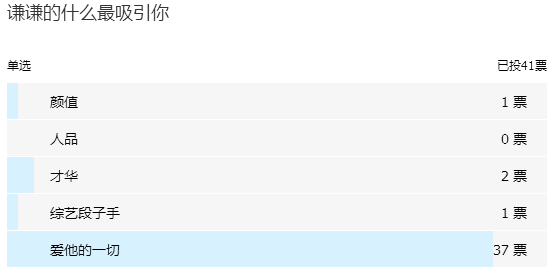 谦谦的什么最吸引你
单选 已投41票
颜值 1 票
人品 0 票
才华 2 票
综艺段子手 1 票
爱他的一切 37 票